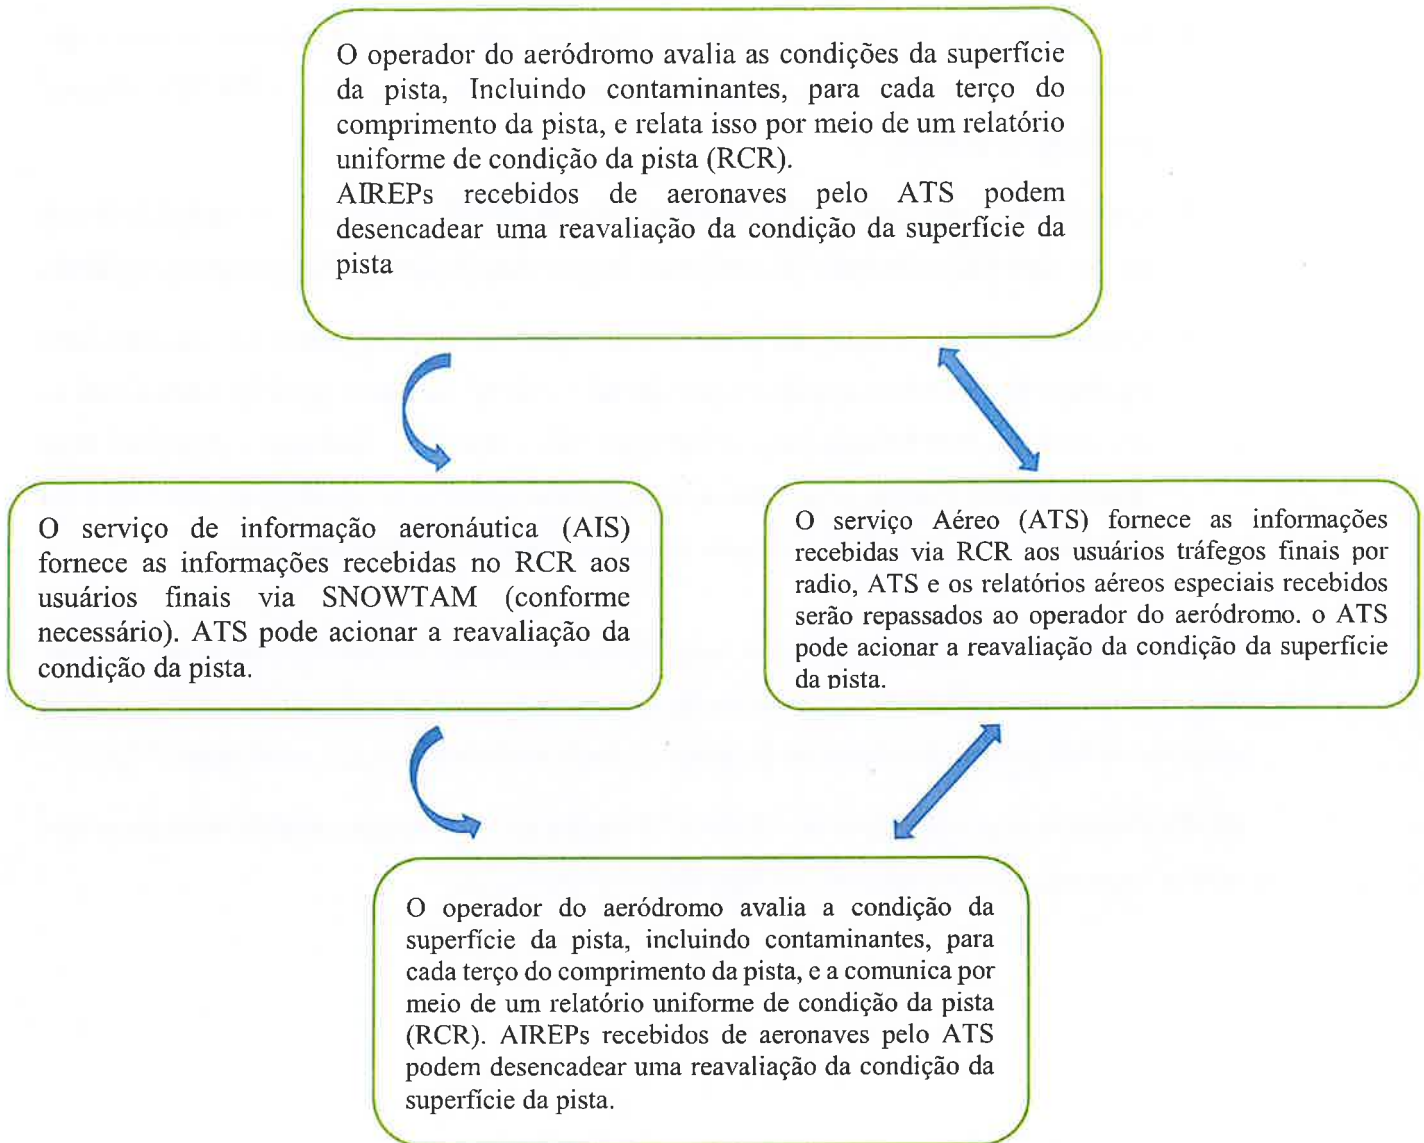 O operador do aeródromo avalia as condições da superfície
da pista, Incluindo contaminantes, para cada terço do
comprimento da pista, e relata isso por meio de um relatório
uniforme de condição da pista (RCR).
AIREPs recebidos de aeronaves pelo ATS podem
desencadear uma reavaliação da condição da superfície da
pista
O serviço de informação aeronáutica (AIS)
fornece as informações recebidas no RCR aos
usuários finais via SNOWTAM (conforme
necessário). ATS pode acionar a reavaliação da
condição da pista.
O serviço Aéreo (ATS) fornece as informações
recebidas via RCR aos usuários tráfegos finais por
radio, ATS e os relatórios aéreos especiais recebidos
serão repassados ao operador do aeródromo. o ATS
pode acionar a reavaliação da condição da superfície
da pista.
O operador do aeródromo avalia a condição da
superfície da pista, incluindo contaminantes, para
cada terço do comprimento da pista, e a comunica por
meio de um relatório uniforme de condição da pista
(RCR). AIREPs recebidos de aeronaves pelo ATS
podem desencadear uma reavaliação da condição da
superfície da pista.